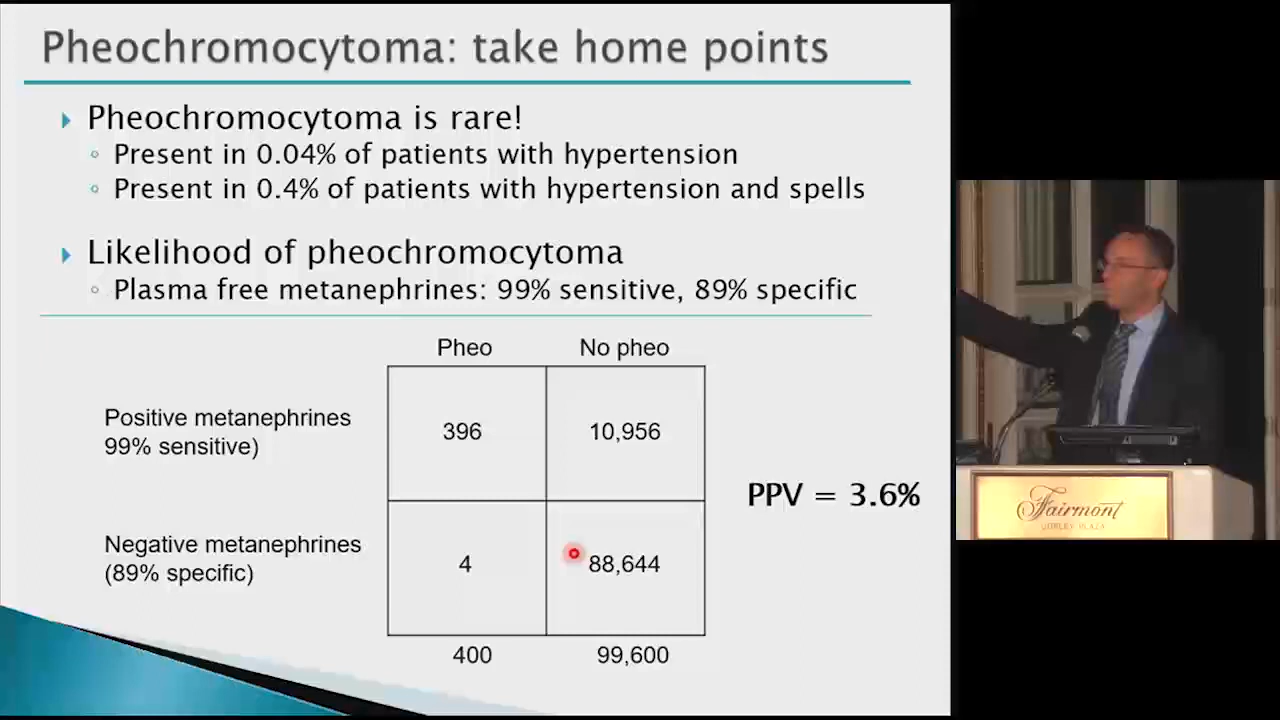 Pheochromocytoma: take home points
Pheochromocytoma is rare!
Present in 0.04% of patients with hypertension
Present in 0.4% of patients with hypertension and spells
Likelihood of pheochromocytoma
Plasma free metanephrines: 99% sensitive, 89% specific
Pheo No pheo
Positive metanephrines
99% sensitive)
396 10,956
PPV = 3.6%
Negative metanephrines
(89% specific)
4 88,644
400 99,600
Fairmont
COPLEY PLAZA